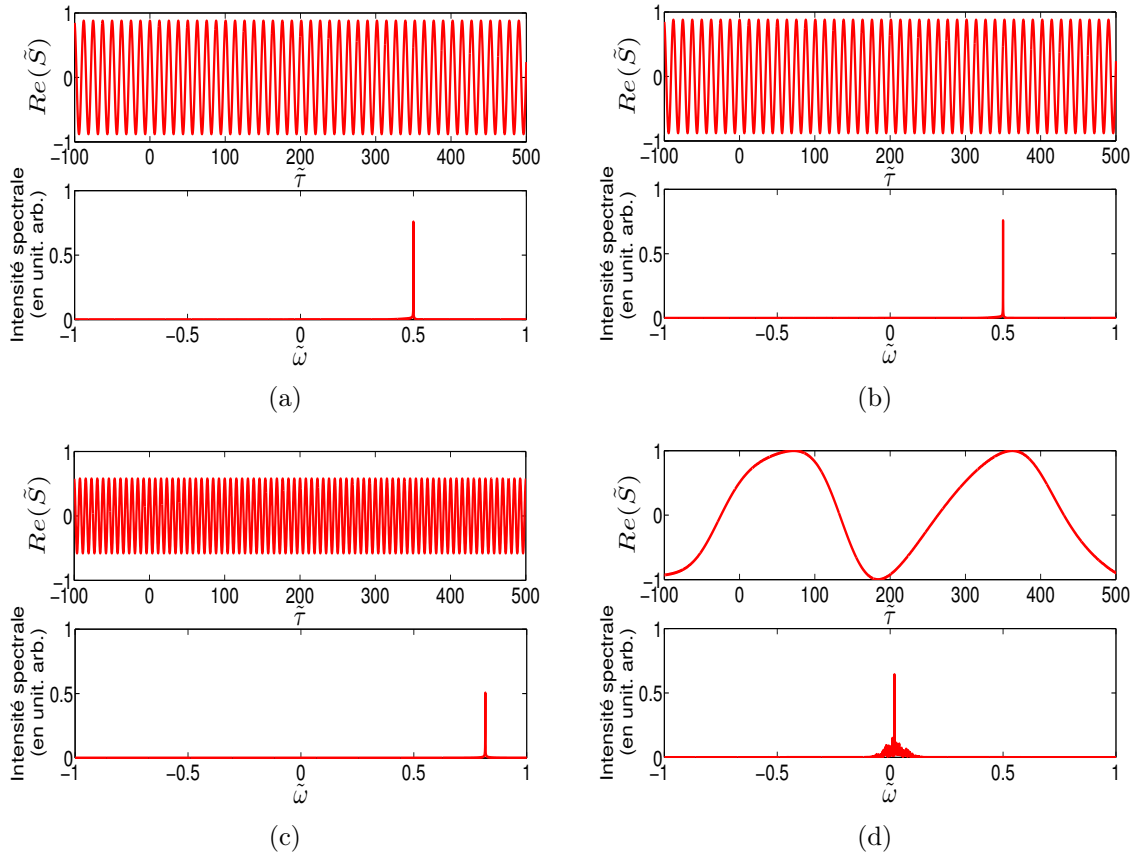 1
0
−1
Re(S̃)
−100 0 100 200 300 400 500
τ̃
1
0.5
0
Intensité spectrale
(en unit. arb.)
−1 −0.5 0 0.5 1
ω̃
(a)
1
0
−1
Re(S̃)
−100 0 100 200 300 400 500
τ̃
1
0.5
0
Intensité spectrale
(en unit. arb.)
−1 −0.5 0 0.5 1
ω̃
(b)
1
0
−1
Re(S̃)
−100 0 100 200 300 400 500
τ̃
1
0.5
0
Intensité spectrale
(en unit. arb.)
−1 −0.5 0 0.5 1
ω̃
(c)
1
0
−1
Re(S̃)
−100 0 100 200 300 400 500
τ̃
1
0.5
0
Intensité spectrale
(en unit. arb.)
−1 −0.5 0 0.5 1
ω̃
(d)